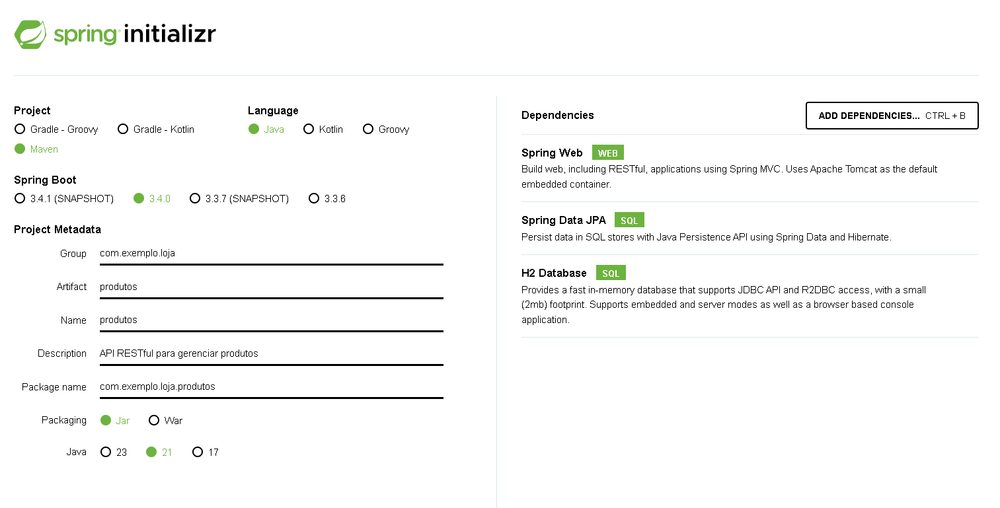 spring initializr
Project
Gradle - Groovy Gradle - Kotlin
Maven
Language
Java Kotlin Groovy
Spring Boot
3.4.1 (SNAPSHOT) 3.4.0 3.3.7 (SNAPSHOT) 3.3.6
Project Metadata
Group com.exemplo.loja
Artifact produtos
Name produtos
Description API RESTful para gerenciar produtos
Package name com.exemplo.loja.produtos
Packaging Jar War
Java 23 21 17
Dependencies
ADD DEPENDENCIES... CTRL + B
Spring Web WEB
Build web, including RESTful, applications using Spring MVC. Uses Apache Tomcat as the default
embedded container.
Spring Data JPA SQL
Persist data in SQL stores with Java Persistence API using Spring Data and Hibernate.
H2 Database SQL
Provides a fast in-memory database that supports JDBC API and R2DBC access, with a small
(2mb) footprint. Supports embedded and server modes as well as a browser based console
application.